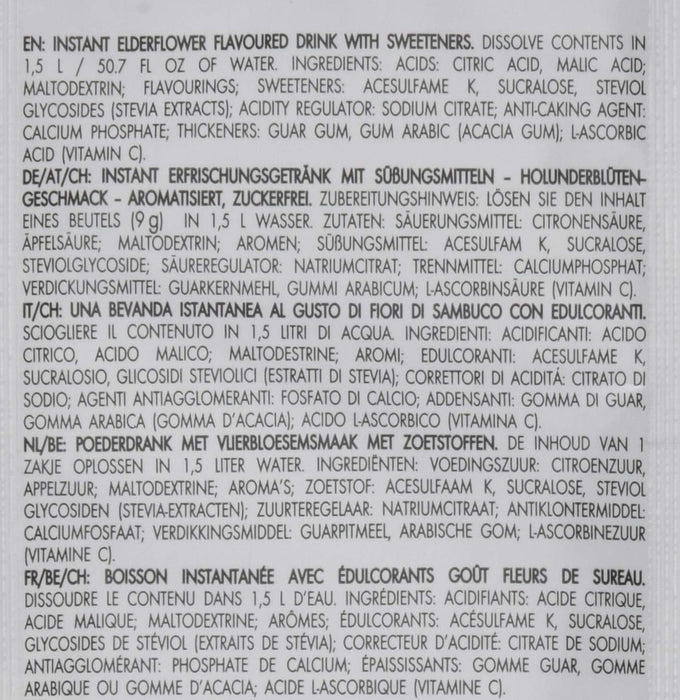 EN: INSTANT ELDERFLOWER FLAVOURED DRINK WITH SWEETENERS. DISSOLVE CONTENTS IN
1,5 L / 50.7 FL OZ OF WATER. INGREDIENTS: ACIDS: CITRIC ACID, MALIC ACID;
MALTODEXTRIN; FLAVOURINGS; SWEETENERS: ACESULFAME K, SUCRALOSE, STEVIOL
GLYCOSIDES (STEVIA EXTRACTS); ACIDITY REGULATOR: SODIUM CITRATE; ANTI-CAKING AGENT:
CALCIUM PHOSPHATE; THICKENERS: GUAR GUM, GUM ARABIC (ACACIA GUM); L-ASCORBIC
ACID (VITAMIN C).
DE/AT/CH: INSTANT ERFRISCHUNGSGETRÄNK MIT SÜßUNGSMITTELN – HOLUNDERBLÜTEN-
GESCHMACK – AROMATISIERT, ZUCKERFREI. ZUBEREITUNGSHINWEIS: LÖSEN SIE DEN INHALT
EINES BEUTELS (9 g) IN 1,5 L WASSER. ZUTATEN: SÄUERUNGSMITTEL: CITRONENSÄURE,
ÄPFELSÄURE; MALTODEXTRIN; AROMEN; SÜßUNGSMITTEL: ACESULFAM K, SUCRALOSE,
STEVIOLGLYCOSIDE; SÄUREREGULATOR: NATRIUMCITRAT; TRENNMITTEL: CALCIUMPHOSPHAT;
VERDICKUNGSMITTEL: GUARKERNMEHL, GUMMI ARABICUM; L-ASCORBINSÄURE (VITAMIN C).
IT/CH: UNA BEVANDA ISTANTANEA AL GUSTO DI FIORI DI SAMBUCO CON EDULCORANTI.
SCIOGLIERE IL CONTENUTO IN 1,5 LITRI DI ACQUA. INGREDIENTI: ACIDIFICANTI: ACIDO
CITRICO, ACIDO MALICO; MALTODESTRINE; AROMI; EDULCORANTI: ACESULFAME K,
SUCRALOSIO, GLICOSIDI STEVIOLICI (ESTRATTI DI STEVIA); CORRETTORI DI ACIDITÁ: CITRATO DI
SODIO; AGENTI ANTIAGGLOMERANTI: FOSFATO DI CALCIO; ADDENSANTI: GOMMA DI GUAR,
GOMMA ARABICA (GOMMA D'ACACIA); ACIDO L-ASCORBICO (VITAMINA C).
NL/BE: POEDERDRANK MET VLIERBLOESEMSMAAK MET ZOETSTOFFEN. DE INHOUD VAN 1
ZAKJE OPLOSSEN IN 1,5 LITER WATER. INGREDIËNTEN: VOEDINGSZUUR: CITROENZUUR,
APPELZUUR; MALTODEXTRINE; AROMA'S; ZOETSTOF: ACESULFAAM K, SUCRALOSE, STEVIOL
GLYCOSIDEN (STEVIA-EXTRACTEN); ZUURTEREGELAAR: NATRIUMCITRAAT; ANTIKLONTERMIDDEL:
CALCIUMFOSFAAT; VERDIKKINGSMIDDEL: GUARPITMEEL, ARABISCHE GOM; L-ASCORBINEZUUR
(VITAMINE C).
FR/BE/CH: BOISSON INSTANTANÉE AVEC ÉDULCORANTS GOÛT FLEURS DE SUREAU.
DISSOUDRE LE CONTENU DANS 1,5 L D'EAU. INGRÉDIENTS: ACIDIFIANTS: ACIDE CITRIQUE,
ACIDE MALIQUE; MALTODEXTRINE; ARÔMES; ÉDULCORANTS: ACÉSULFAME K, SUCRALOSE,
GLYCOSIDES DE STÉVIOL (EXTRAITS DE STÉVIA); CORRECTEUR D'ACIDITÉ: CITRATE DE SODIUM;
ANTIAGGLOMÉRANT: PHOSPHATE DE CALCIUM; ÉPAISSISSANTS: GOMME GUAR, GOMME
ARABIQUE OU GOMME D'ACACIA; ACIDE L-ASCORBIQUE (VITAMINE C).